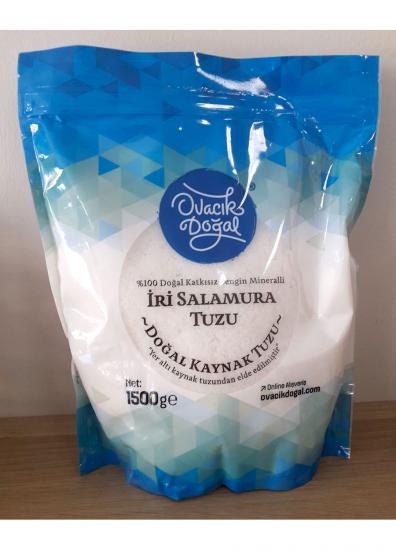 Ovacık
Doğal
%100 Doğal Katkısız Zengin Mineralli
İRİ SALAMURA
TUZU
~DOĞAL KAYNAK TUZU~
"Yer altı kaynak tuzundan elde edilmiştir"
Net:
1500g e
Online Alışveriş
ovacikdogal.com